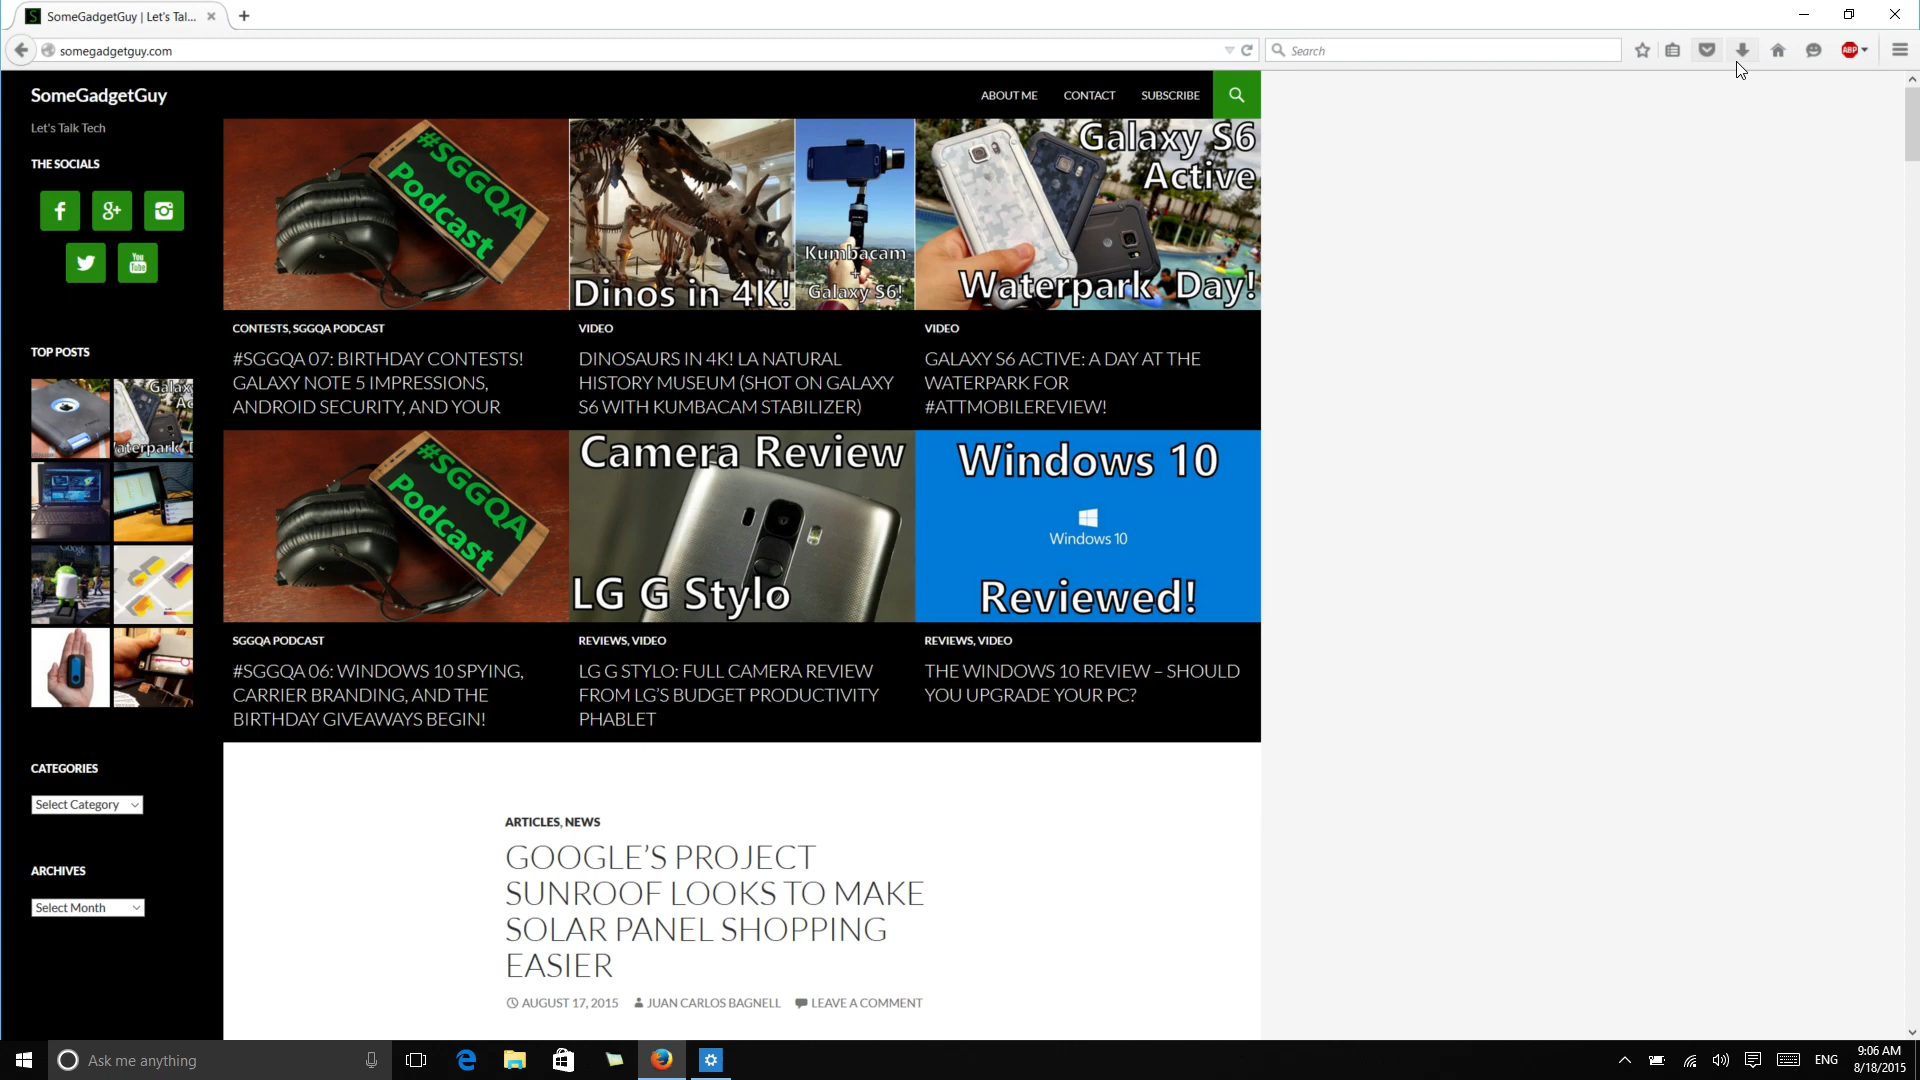 SomeGadgetGuy | Let's Tal...
somegadgetguy.com
Search
ABP
SomeGadgetGuy
ABOUT ME
CONTACT
SUBSCRIBE
Let's Talk Tech
THE SOCIALS
f
g+
You
Tube
TOP POSTS
CATEGORIES
Select Category
ARCHIVES
Select Month
#SGGQA
Podcast
CONTESTS, SGGQA PODCAST
#SGGQA 07: BIRTHDAY CONTESTS!
GALAXY NOTE 5 IMPRESSIONS,
ANDROID SECURITY, AND YOUR
Dinos in 4K!
Kumbacam
+
Galaxy S6!
VIDEO
DINOSAURS IN 4K! LA NATURAL
HISTORY MUSEUM (SHOT ON GALAXY
S6 WITH KUMBACAM STABILIZER)
Galaxy S6
Active
Waterpark Day!
VIDEO
GALAXY S6 ACTIVE: A DAY AT THE
WATERPARK FOR
#ATTMOBILEREVIEW!
#SGGQA
Podcast
SGGQA PODCAST
#SGGQA 06: WINDOWS 10 SPYING,
CARRIER BRANDING, AND THE
BIRTHDAY GIVEAWAYS BEGIN!
Camera Review
LG G Stylo
REVIEWS, VIDEO
LG G STYLO: FULL CAMERA REVIEW
FROM LG'S BUDGET PRODUCTIVITY
PHABLET
Windows 10
Windows 10
Reviewed!
REVIEWS, VIDEO
THE WINDOWS 10 REVIEW – SHOULD
YOU UPGRADE YOUR PC?
ARTICLES, NEWS
GOOGLE'S PROJECT
SUNROOF LOOKS TO MAKE
SOLAR PANEL SHOPPING
EASIER
AUGUST 17, 2015 JUAN CARLOS BAGNELL LEAVE A COMMENT
Ask me anything
ENG
9:06 AM
8/18/2015